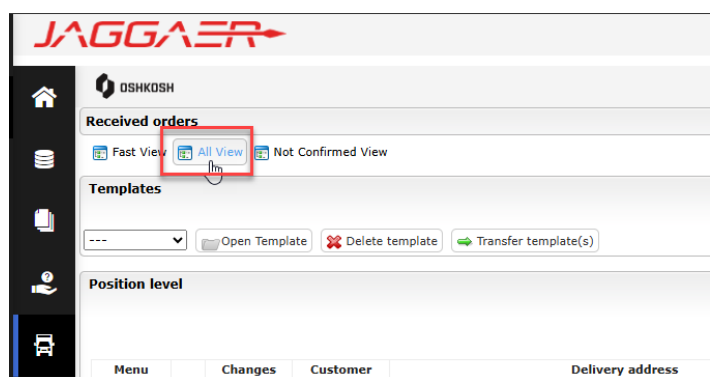 JAGGAER
OSHKOSH
Received orders
Fast View All View Not Confirmed View
Templates
--- Open Template Delete template Transfer template(s)
Position level
Menu Changes Customer Delivery address